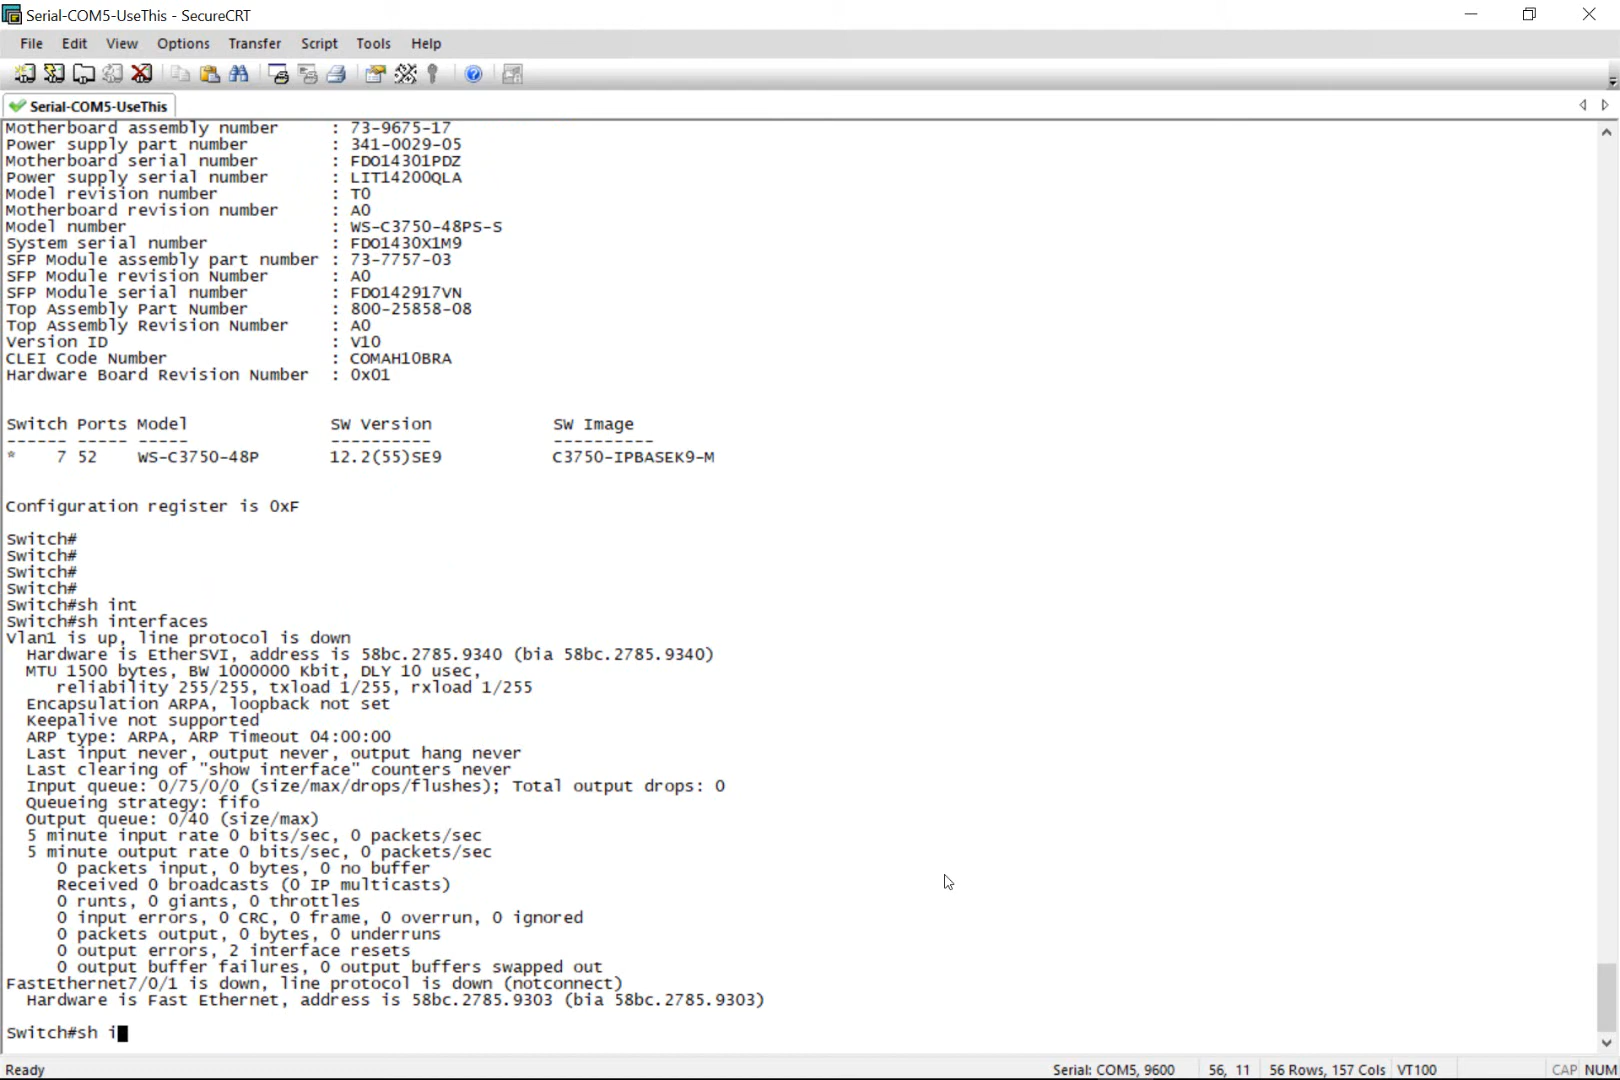 Serial-COM5-UseThis - SecureCRT
File Edit View Options Transfer Script Tools Help
Serial-COM5-UseThis
Motherboard assembly number     : 73-9675-17
Power supply part number        : 341-0029-05
Motherboard serial number       : FDO14301PDZ
Power supply serial number      : LIT14200QLA
Model revision number           : T0
Motherboard revision number     : A0
Model number                    : WS-C3750-48PS-S
System serial number            : FDO1430X1M9
SFP Module assembly part number : 73-7757-03
SFP Module revision Number      : A0
SFP Module serial number        : FDO142917VN
Top Assembly Part Number        : 800-25858-08
Top Assembly Revision Number    : A0
Version ID                      : V10
CLEI Code Number                : COMAH10BRA
Hardware Board Revision Number  : 0x01
Switch Ports Model              SW Version            SW Image
------ ----- -----              ----------            ----------
*    7 52    WS-C3750-48P       12.2(55)SE9           C3750-IPBASEK9-M
Configuration register is 0xF
Switch#
Switch#
Switch#
Switch#
Switch#sh int
Switch#sh interfaces
Vlan1 is up, line protocol is down
  Hardware is EtherSVI, address is 58bc.2785.9340 (bia 58bc.2785.9340)
  MTU 1500 bytes, BW 1000000 Kbit, DLY 10 usec,
     reliability 255/255, txload 1/255, rxload 1/255
  Encapsulation ARPA, loopback not set
  Keepalive not supported
  ARP type: ARPA, ARP Timeout 04:00:00
  Last input never, output never, output hang never
  Last clearing of "show interface" counters never
  Input queue: 0/75/0/0 (size/max/drops/flushes); Total output drops: 0
  Queueing strategy: fifo
  Output queue: 0/40 (size/max)
  5 minute input rate 0 bits/sec, 0 packets/sec
  5 minute output rate 0 bits/sec, 0 packets/sec
     0 packets input, 0 bytes, 0 no buffer
     Received 0 broadcasts (0 IP multicasts)
     0 runts, 0 giants, 0 throttles
     0 input errors, 0 CRC, 0 frame, 0 overrun, 0 ignored
     0 packets output, 0 bytes, 0 underruns
     0 output errors, 2 interface resets
     0 output buffer failures, 0 output buffers swapped out
FastEthernet7/0/1 is down, line protocol is down (notconnect)
  Hardware is Fast Ethernet, address is 58bc.2785.9303 (bia 58bc.2785.9303)
Switch#sh i
Ready Serial: COM5, 9600 56, 11 56 Rows, 157 Cols VT100 CAP NUM